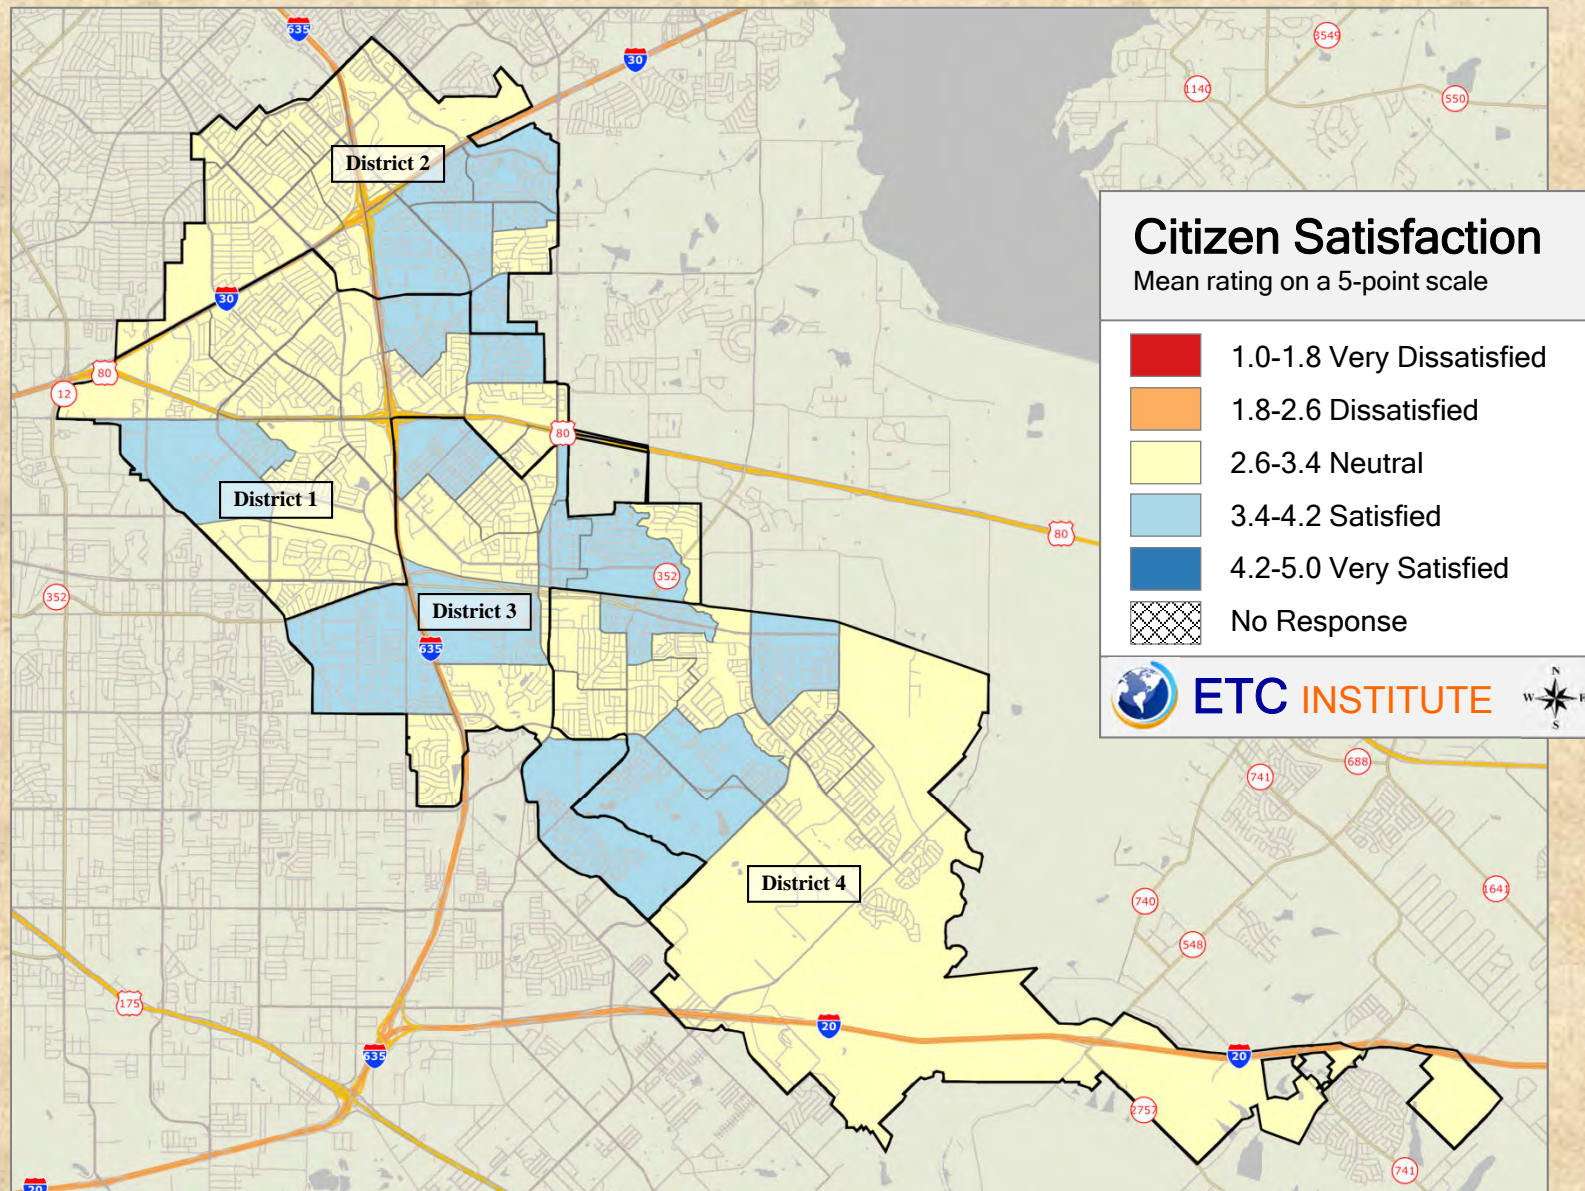 635
30
3549
1140
550
District 2
Citizen Satisfaction
Mean rating on a 5-point scale
30
80
12
1.0-1.8 Very Dissatisfied
1.8-2.6 Dissatisfied
80
2.6-3.4 Neutral
District 1
3.4-4.2 Satisfied
80
4.2-5.0 Very Satisfied
352
352
District 3
No Response
635
ETC INSTITUTE
N
W
E
S
688
741
District 4
1641
740
548
175
20
635
20
2757
741
20